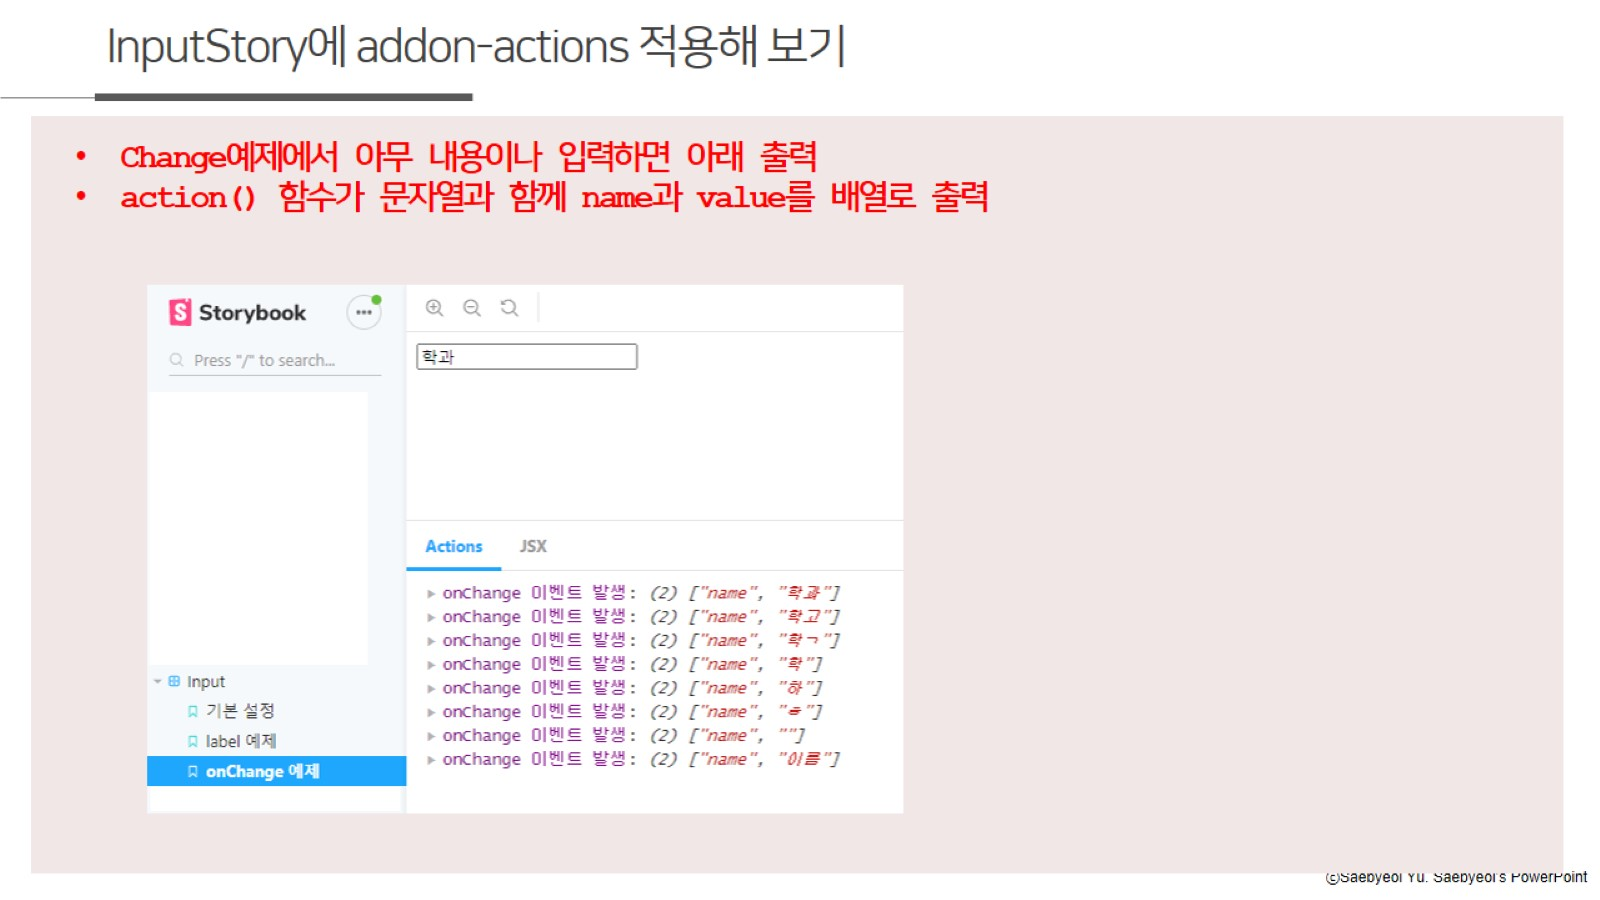 InputStory에 addon-actions 적용해 보기
• Change예제에서 아무 내용이나 입력하면 아래 출력
• action() 함수가 문자열과 함께 name과 value를 배열로 출력
Storybook
Press "/" to search...
Input
기본 설정
label 예제
onChange 예제
학과
Actions JSX
onChange 이벤트 발생: (2) ["name", "학과"]
onChange 이벤트 발생: (2) ["name", "학고"]
onChange 이벤트 발생: (2) ["name", "학ㄱ"]
onChange 이벤트 발생: (2) ["name", "학"]
onChange 이벤트 발생: (2) ["name", "하"]
onChange 이벤트 발생: (2) ["name", "ㅎ"]
onChange 이벤트 발생: (2) ["name", ""]
onChange 이벤트 발생: (2) ["name", "이름"]
ⓒSaebyeol Yu. Saebyeol's PowerPoint